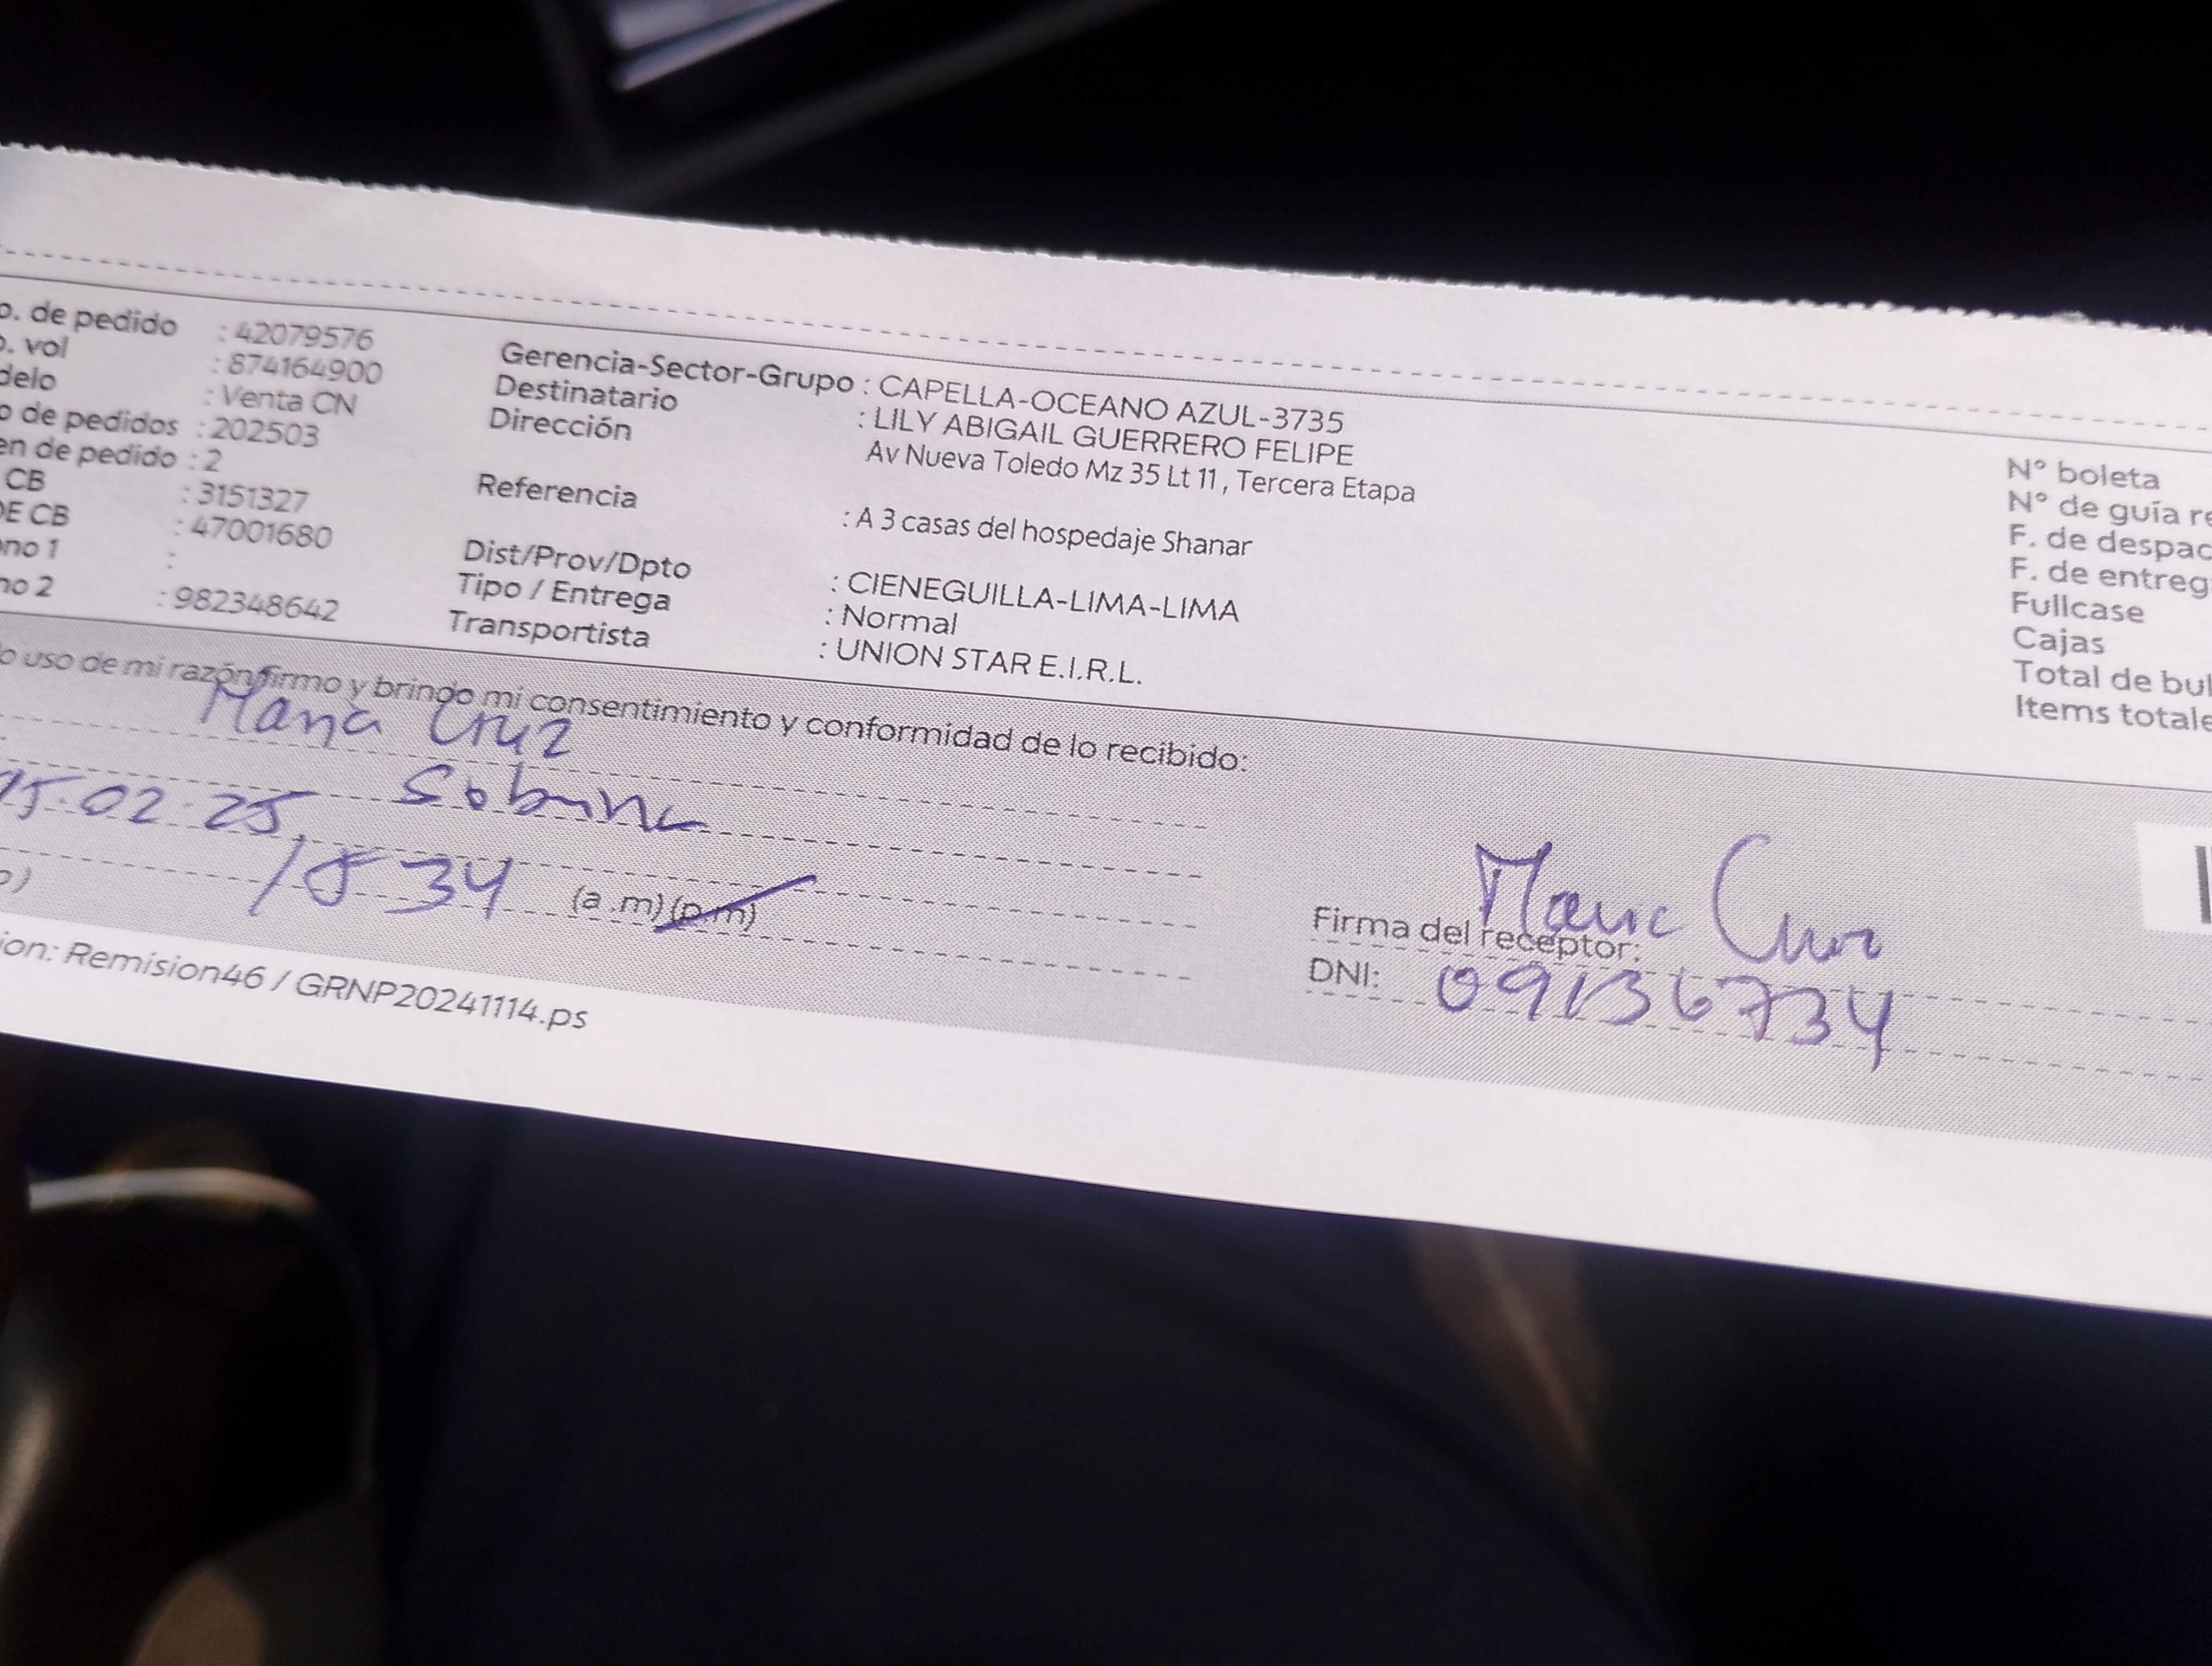 o. de pedido : 42079576
o. vol : 874164900
delo : Venta CN
o de pedidos : 202503
en de pedido : 2
CB : 3151327
DE CB : 47001680
ono 1 :
no 2 : 982348642
Gerencia-Sector-Grupo : CAPELLA-OCEANO AZUL-3735
Destinatario : LILY ABIGAIL GUERRERO FELIPE
Dirección Av Nueva Toledo Mz 35 Lt 11 , Tercera Etapa
Referencia : A 3 casas del hospedaje Shanar
Dist/Prov/Dpto : CIENEGUILLA-LIMA-LIMA
Tipo / Entrega : Normal
Transportista : UNION STAR E.I.R.L.
N° boleta
N° de guía re
F. de despac
F. de entreg
Fullcase
Cajas
Total de bul
Items totale
o uso de mi razón firmo y brindo mi consentimiento y conformidad de lo recibido:
Maria Cruz
Sobrina
15.02.25
34 (a .m) (p.m)
o)
Firma del receptor: Maria Cruz
DNI: 09136734
ion: Remision46 / GRNP20241114.ps